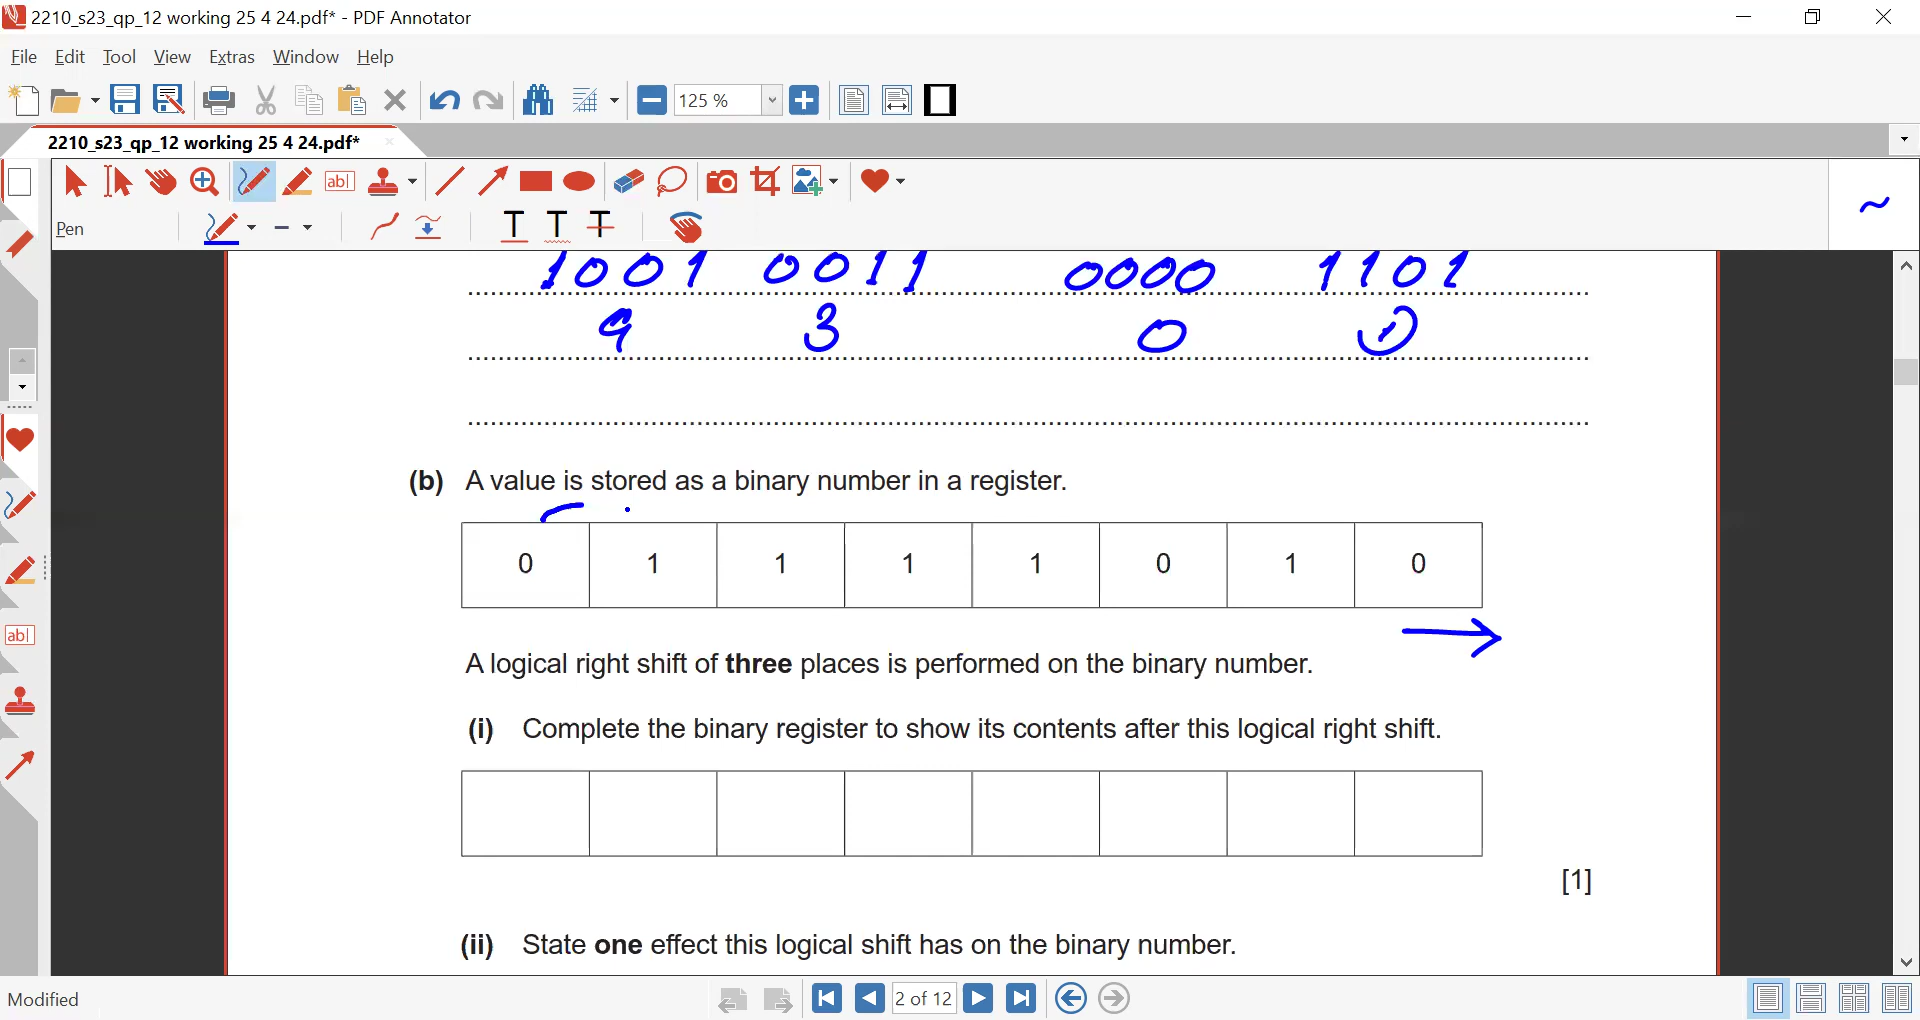 2210_s23_qp_12 working 25 4 24.pdf* - PDF Annotator
File Edit Tool View Extras Window Help
125 %
2210_s23_qp_12 working 25 4 24.pdf*
ab|
Pen
T T T
1001 0011 0000 1101
9 3 0 D
(b) A value is stored as a binary number in a register.
0 1 1 1 1 0 1 0
A logical right shift of three places is performed on the binary number.
(i) Complete the binary register to show its contents after this logical right shift.
[1]
(ii) State one effect this logical shift has on the binary number.
ab|
Modified
2 of 12